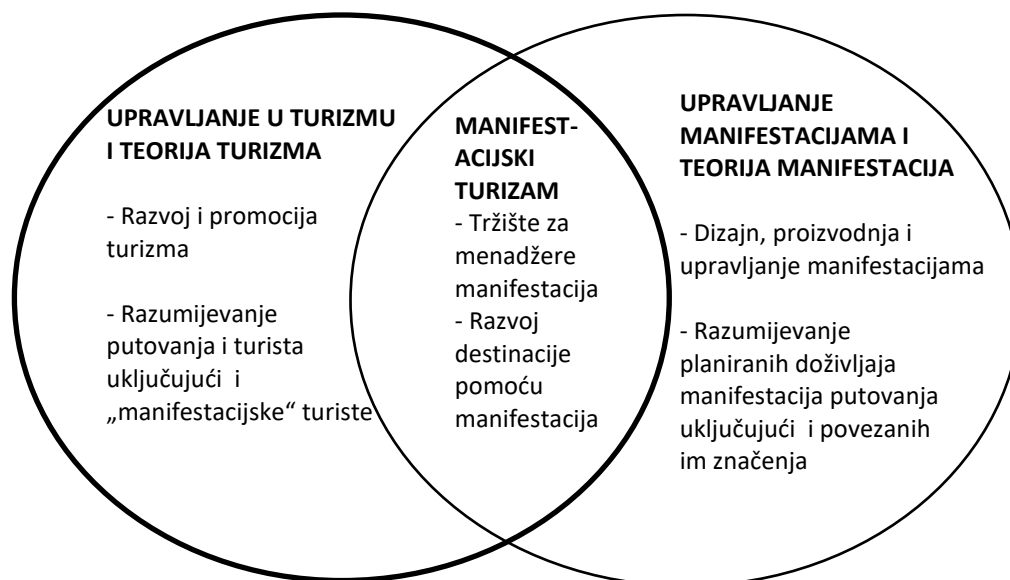 UPRAVLJANJE U TURIZMU
I TEORIJA TURIZMA
- Razvoj i promocija
turizma
- Razumijevanje
putovanja i turista
uključujući i
„manifestacijske“ turiste
MANIFEST-
ACIJSKI
TURIZAM
- Tržište za
menadžere
manifestacija
- Razvoj
destinacije
pomoću
manifestacija
UPRAVLJANJE
MANIFESTACIJAMA I
TEORIJA MANIFESTACIJA
- Dizajn, proizvodnja i
upravljanje manifestacijama
- Razumijevanje
planiranih doživljaja
manifestacija putovanja
uključujući i povezanih
im značenja